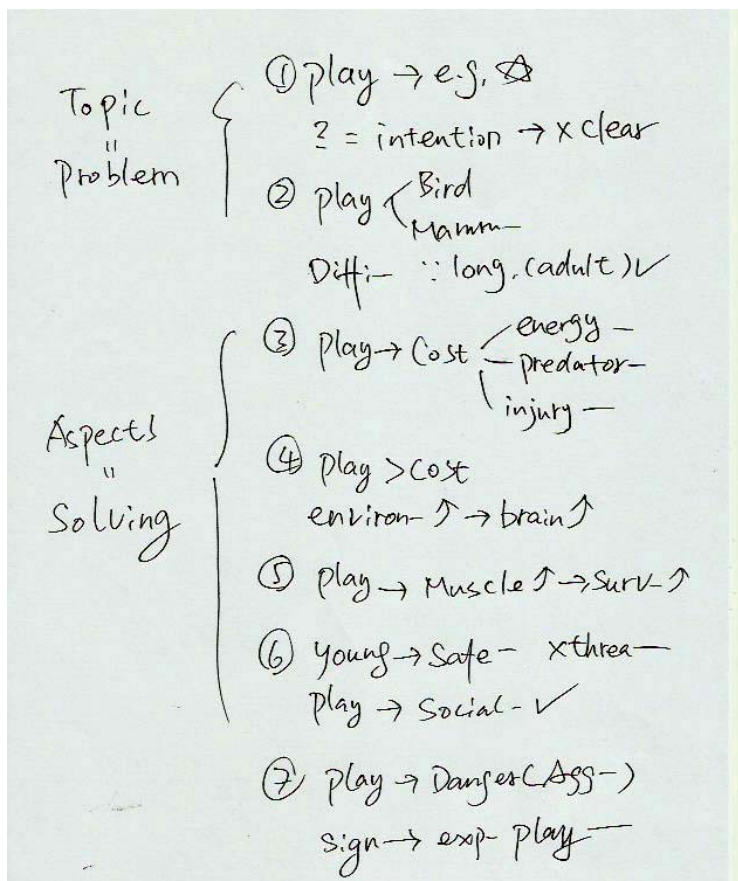 Topic
"
Problem
① play → e.g. ☆
? = intention → x clear
② play < Bird
Mamm—
Diffi— ∵ long. (adult) ✓
Aspects
"
Solving
③ play → Cost
energy —
predator—
injury —
④ play > cost
environ- ↑ → brain ↑
⑤ play → Muscle ↑ → Surv- ↑
⑥ young → Safe — x threa—
play → Social - ✓
⑦ play → Danger (Agg—)
sign → exp- play —